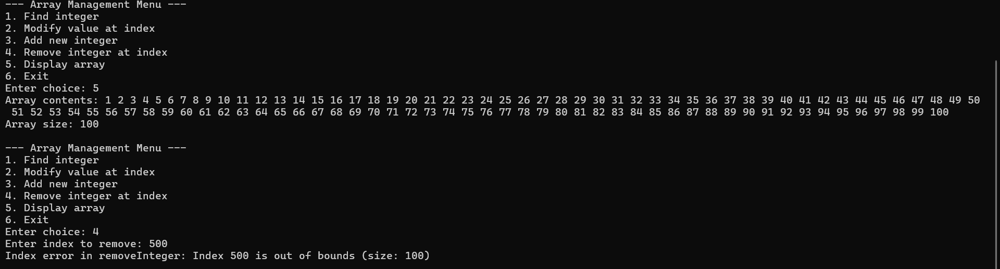 --- Array Management Menu ---
1. Find integer
2. Modify value at index
3. Add new integer
4. Remove integer at index
5. Display array
6. Exit
Enter choice: 5
Array contents: 1 2 3 4 5 6 7 8 9 10 11 12 13 14 15 16 17 18 19 20 21 22 23 24 25 26 27 28 29 30 31 32 33 34 35 36 37 38 39 40 41 42 43 44 45 46 47 48 49 50
51 52 53 54 55 56 57 58 59 60 61 62 63 64 65 66 67 68 69 70 71 72 73 74 75 76 77 78 79 80 81 82 83 84 85 86 87 88 89 90 91 92 93 94 95 96 97 98 99 100
Array size: 100

--- Array Management Menu ---
1. Find integer
2. Modify value at index
3. Add new integer
4. Remove integer at index
5. Display array
6. Exit
Enter choice: 4
Enter index to remove: 500
Index error in removeInteger: Index 500 is out of bounds (size: 100)